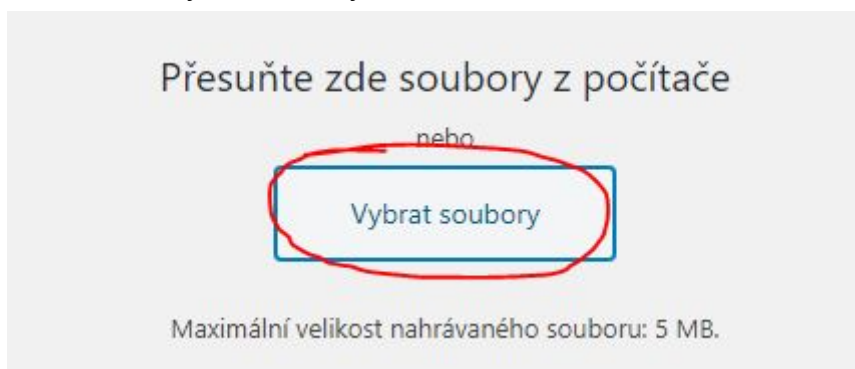 Přesuňte zde soubory z počítače
nebo
Vybrat soubory
Maximální velikost nahrávaného souboru: 5 MB.